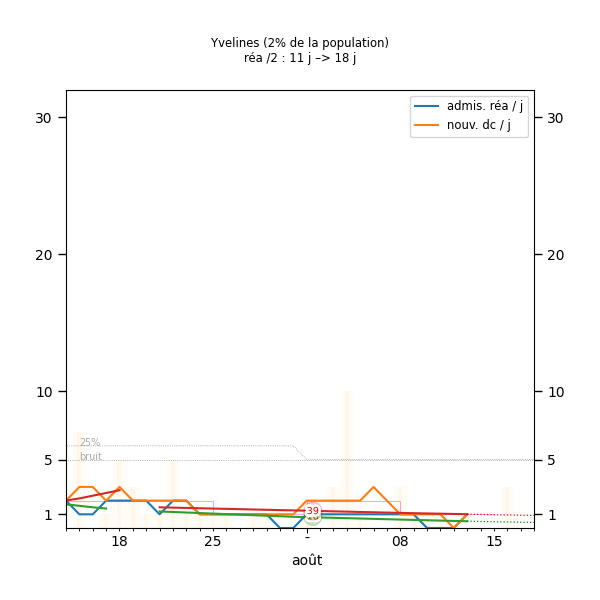 Yvelines (2% de la population)
réa /2 : 11 j –> 18 j
admis. réa / j
nouv. dc / j
30
30
20
20
10
10
25%
bruit
5
5
39
1
1
18
25
-
08
15
août